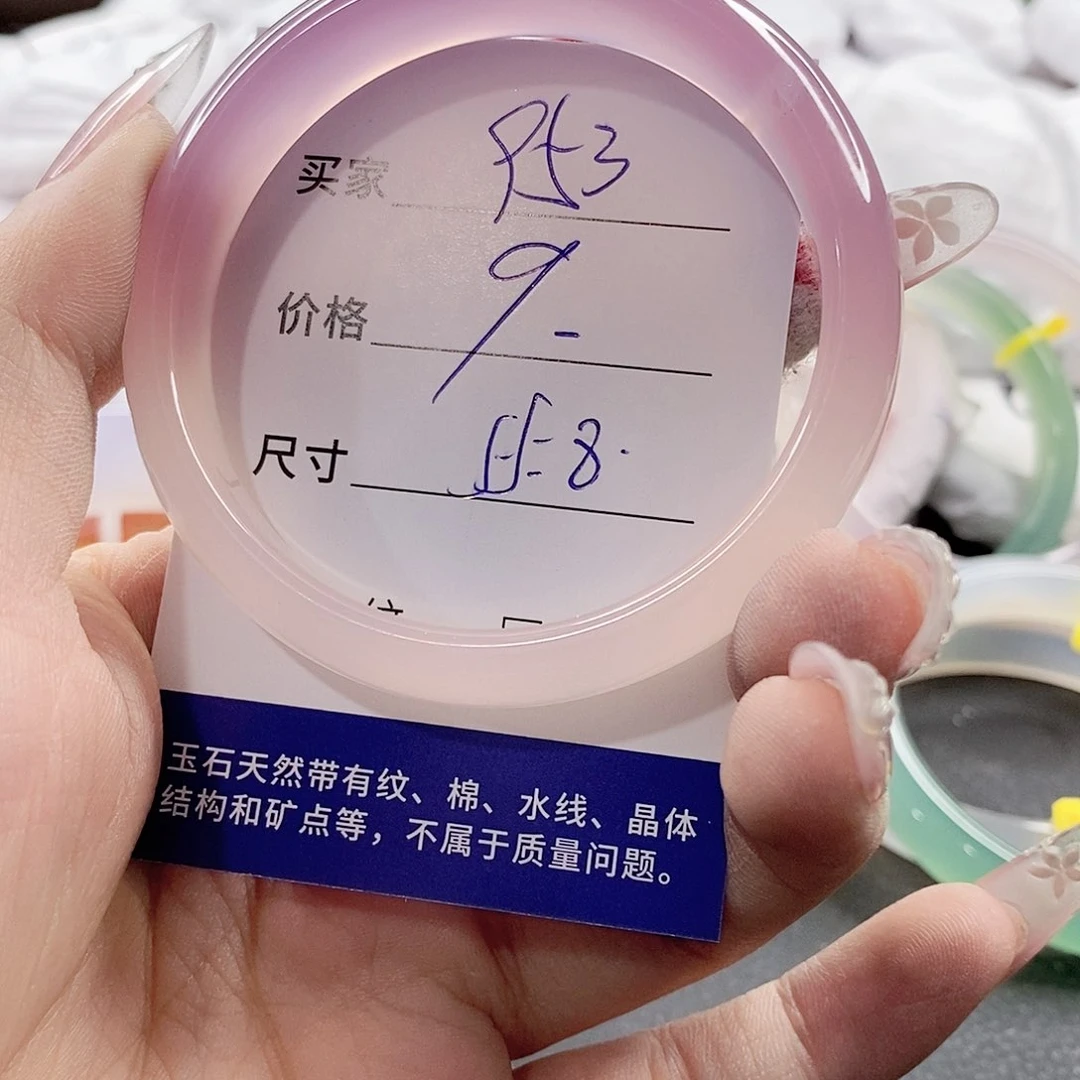 买家
价格 9-
尺寸 8.
玉石天然带有纹、棉、水线、晶体
结构和矿点等，不属于质量问题。